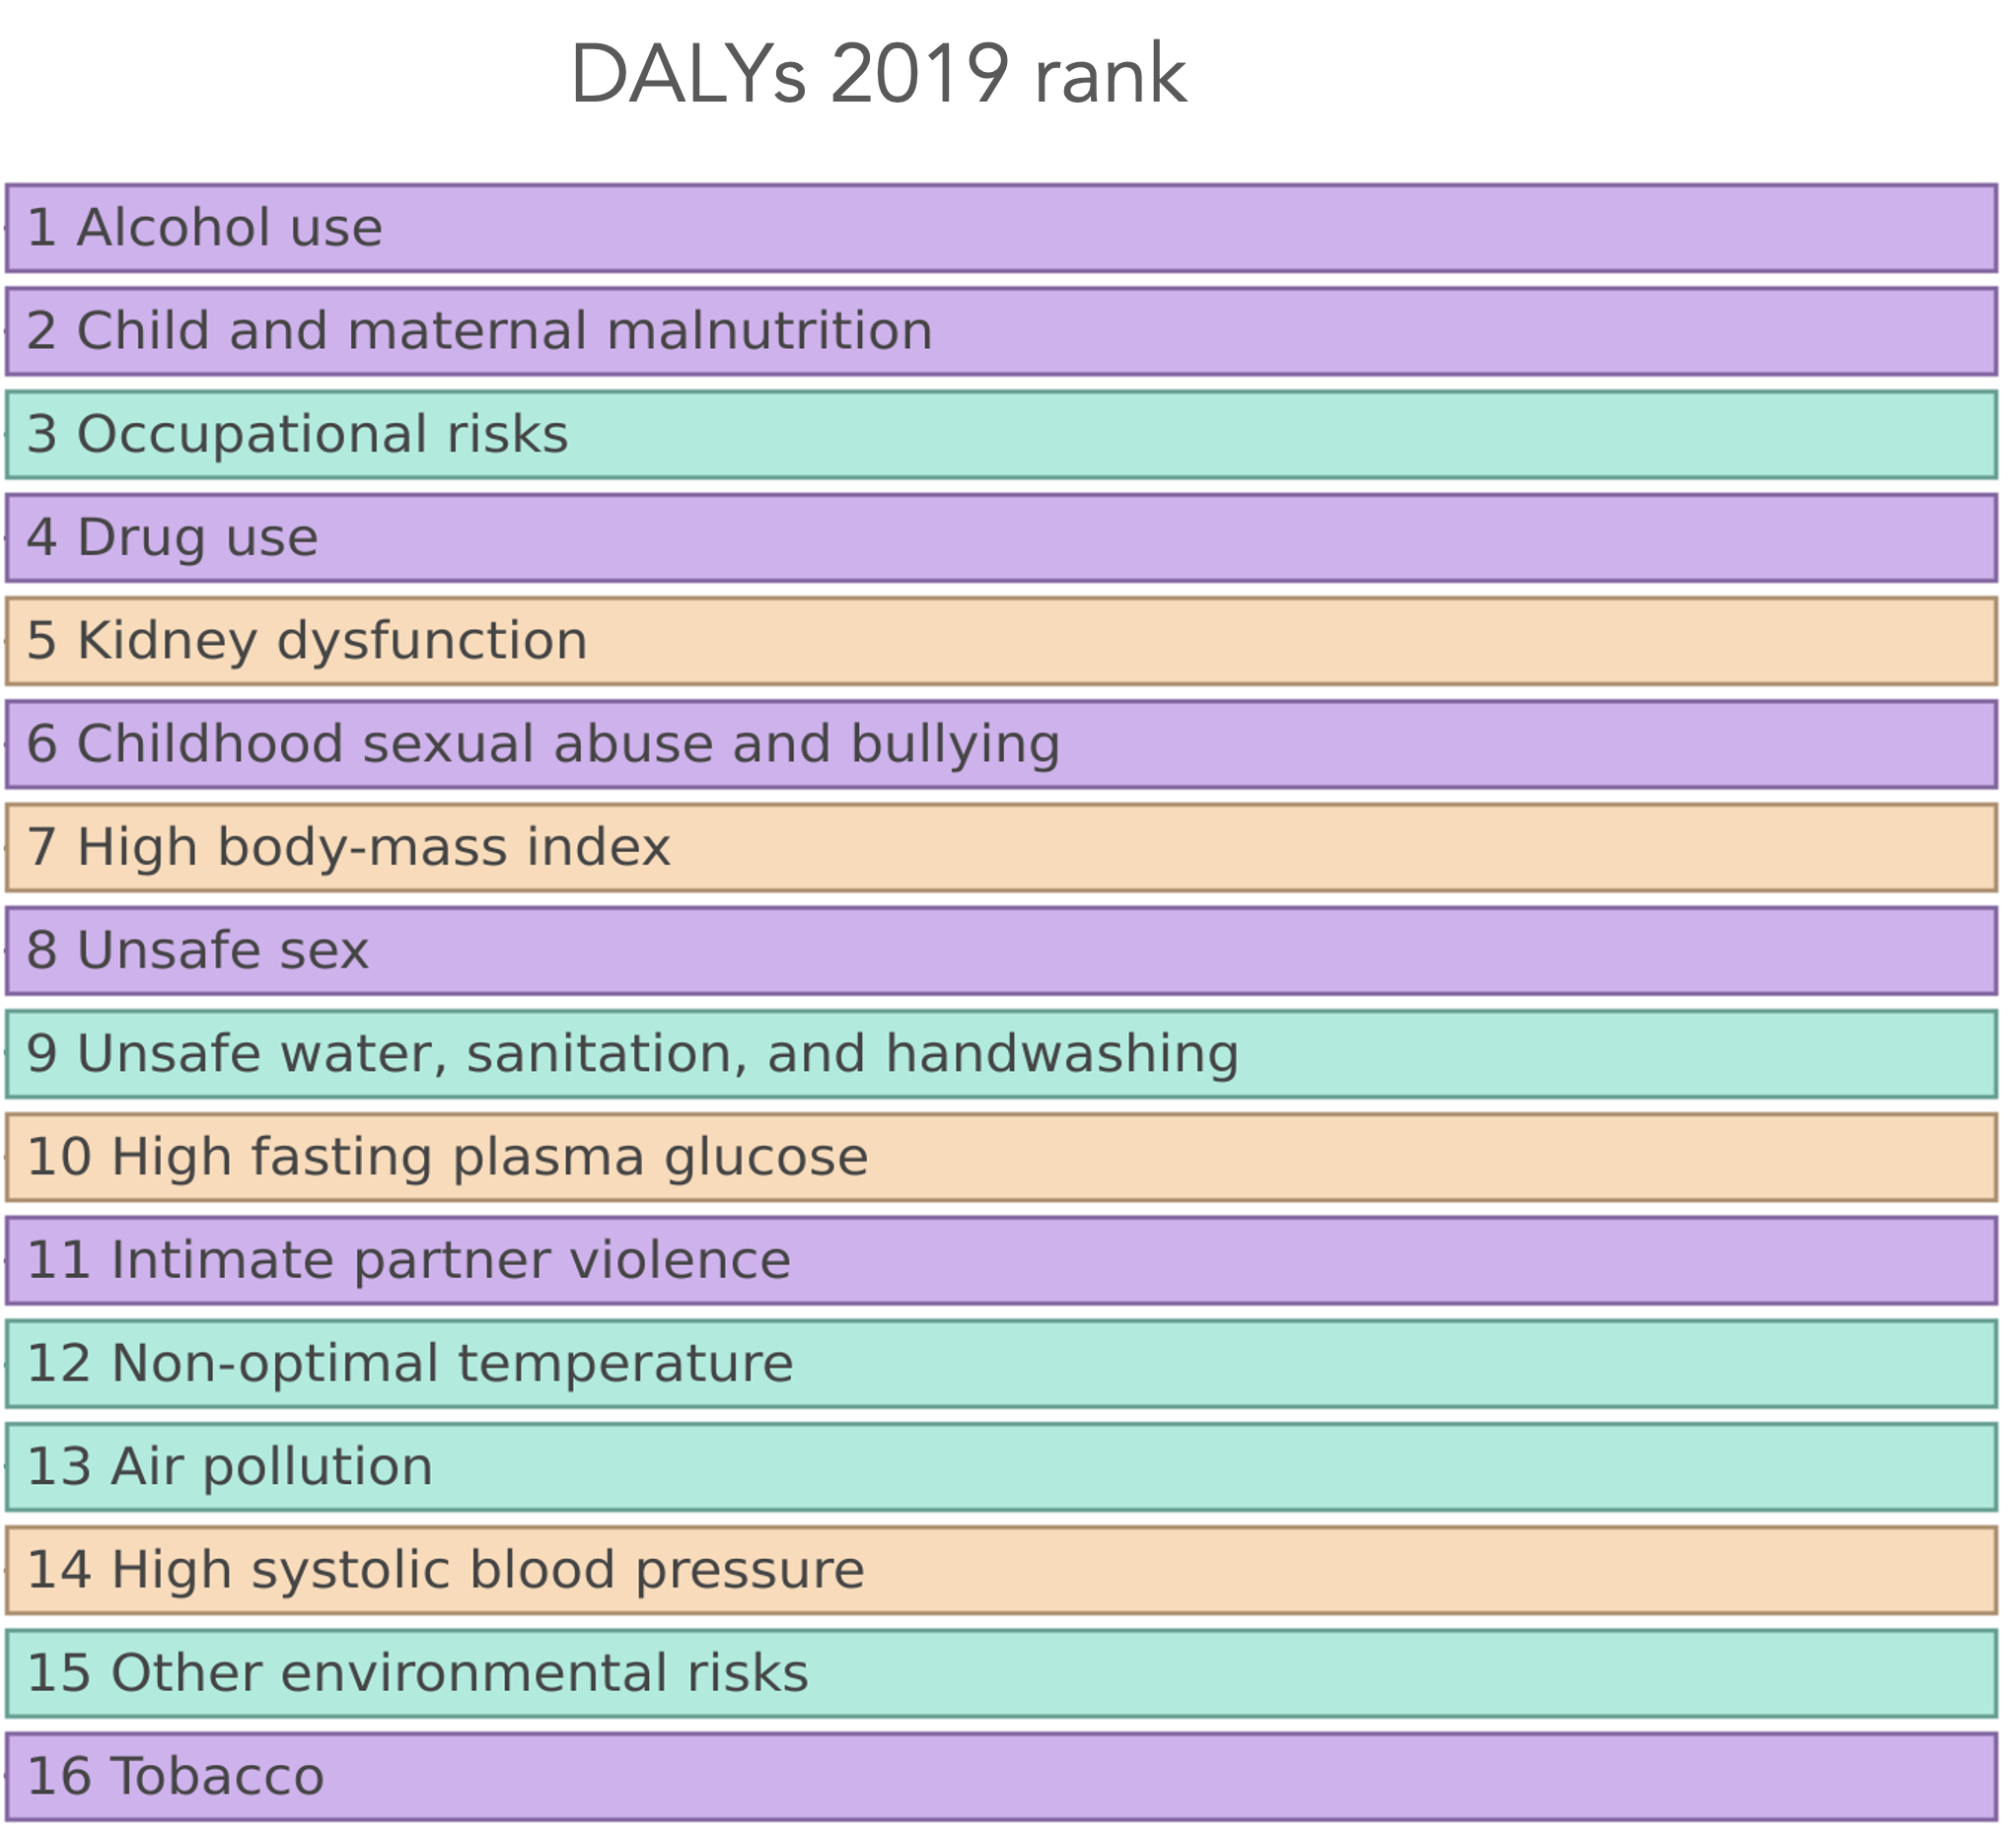 DALYs 2019 rank
1 Alcohol use
2 Child and maternal malnutrition
3 Occupational risks
4 Drug use
5 Kidney dysfunction
6 Childhood sexual abuse and bullying
7 High body-mass index
8 Unsafe sex
9 Unsafe water, sanitation, and handwashing
10 High fasting plasma glucose
11 Intimate partner violence
12 Non-optimal temperature
13 Air pollution
14 High systolic blood pressure
15 Other environmental risks
16 Tobacco